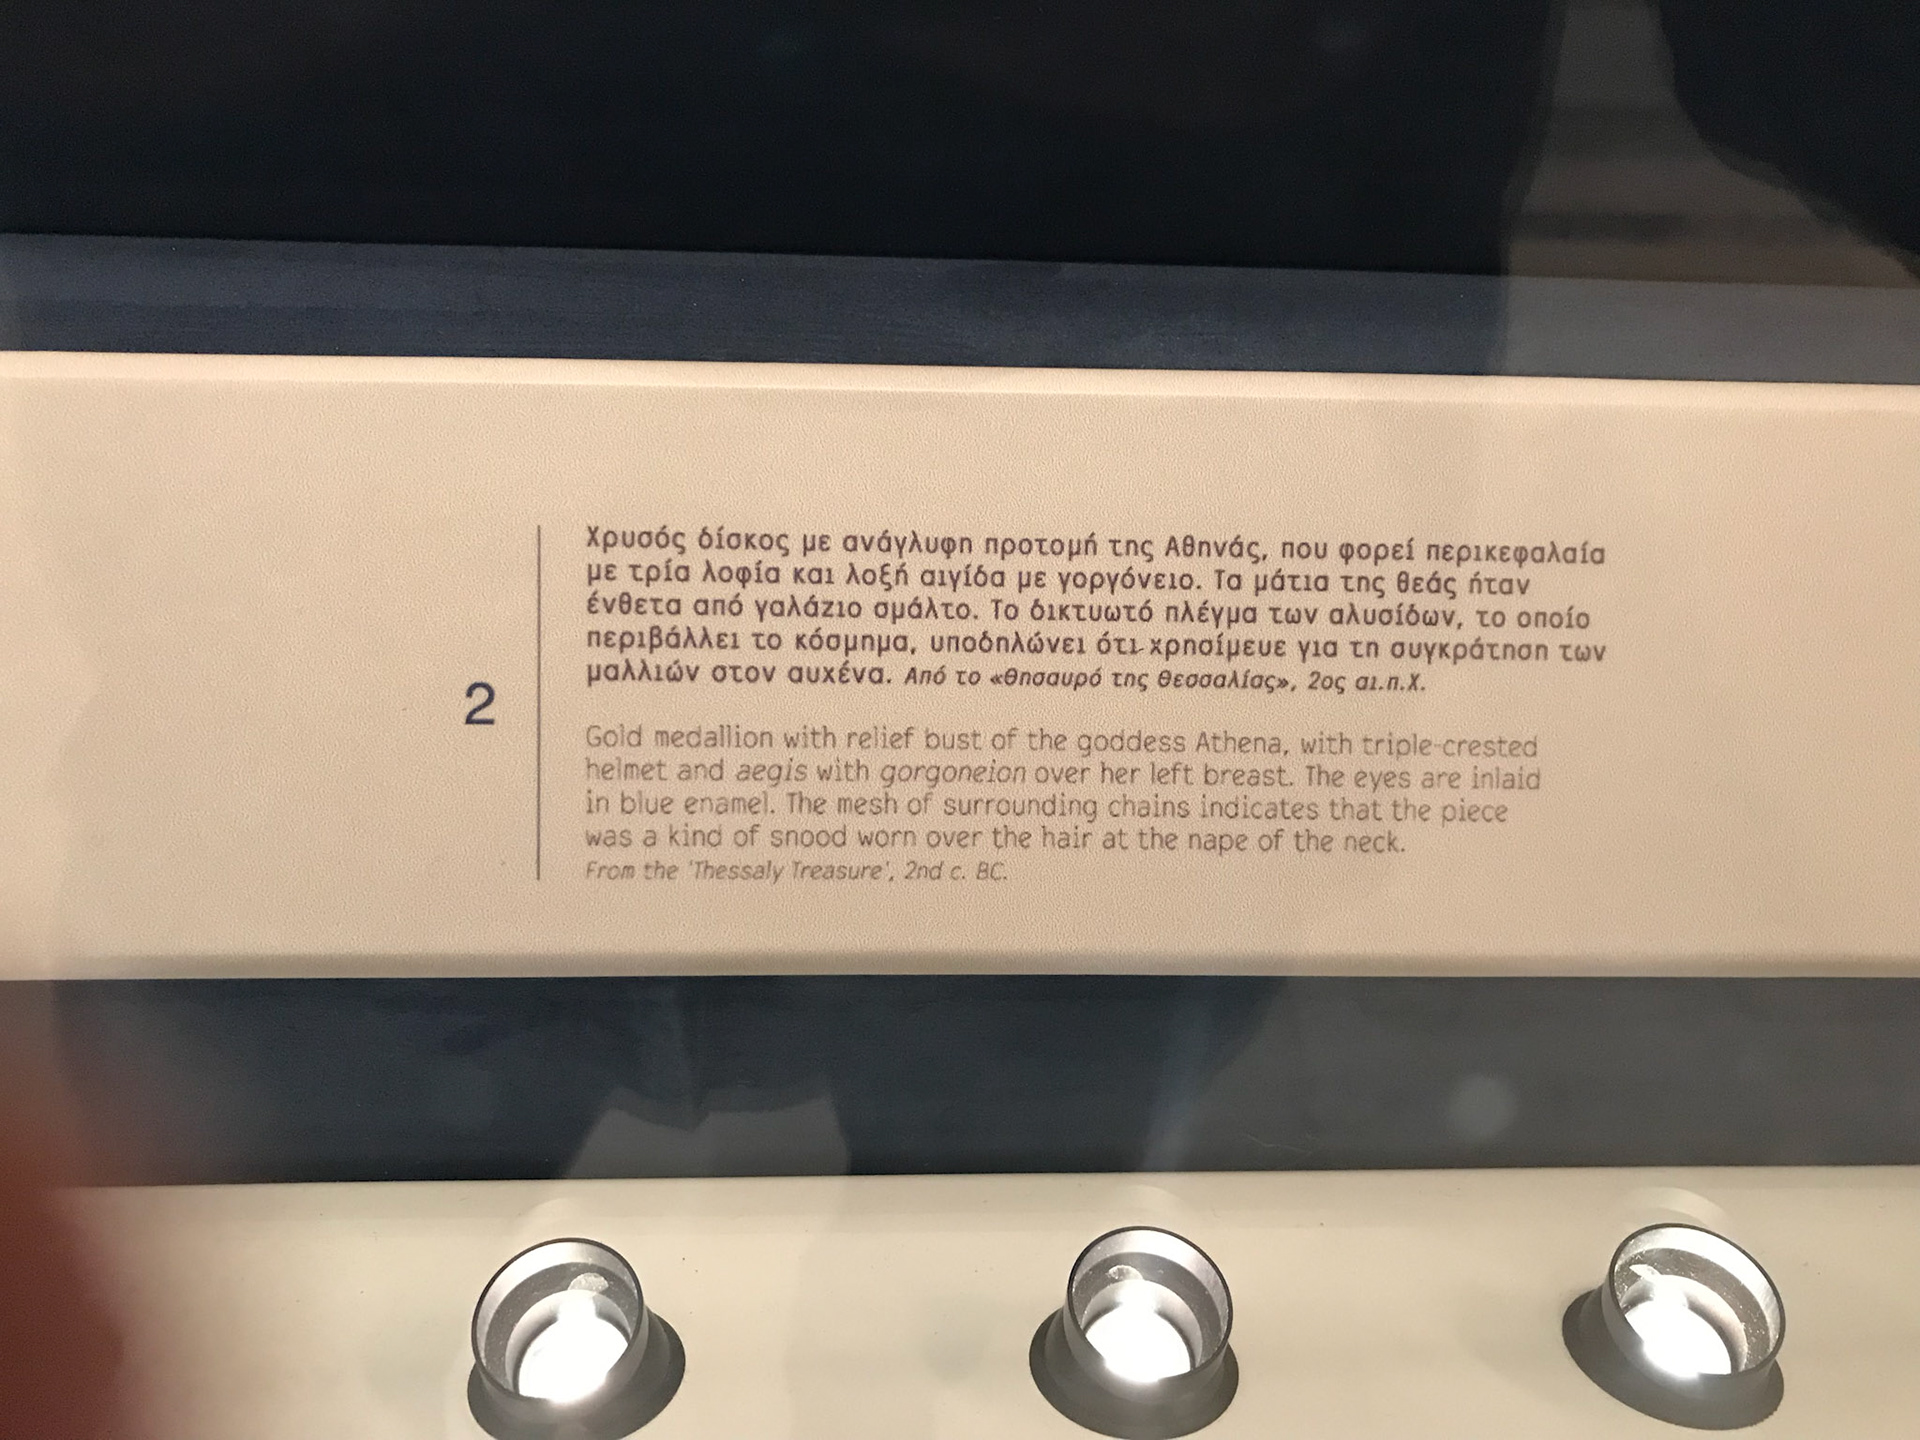 2
Χρυσός δίσκος με ανάγλυφη προτομή της Αθηνάς, που φορεί περικεφαλαία
με τρία λοφία και λοξή αιγίδα με γοργόνειο. Τα μάτια της θεάς ήταν
ένθετα από γαλάζιο σμάλτο. Το δικτυωτό πλέγμα των αλυσίδων, το οποίο
περιβάλλει το κόσμημα, υποδηλώνει ότι χρησίμευε για τη συγκράτηση των
μαλλιών στον αυχένα. Από το «Θησαυρό της Θεσσαλίας», 2ος αι.π.Χ.
Gold medallion with relief bust of the goddess Athena, with triple-crested
helmet and aegis with gorgoneion over her left breast. The eyes are inlaid
in blue enamel. The mesh of surrounding chains indicates that the piece
was a kind of snood worn over the hair at the nape of the neck.
From the 'Thessaly Treasure', 2nd c. BC.